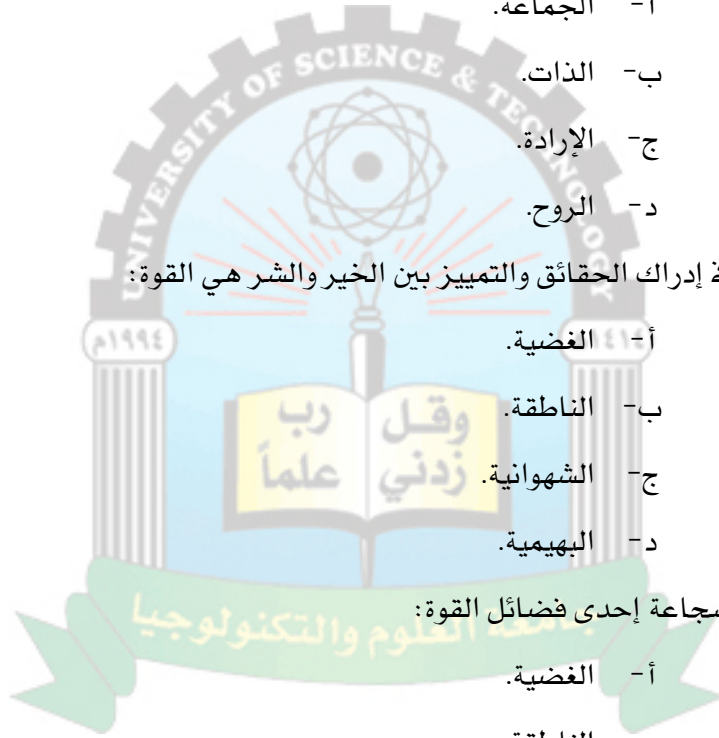 أ- الجماعة.
ب- الذات.
ج- الإرادة.
د- الروح.
إدراك الحقائق والتمييز بين الخير والشر هي القوة:
أ- الغضبية.
ب- الناطقة.
ج- الشهوانية.
د- البهيمية.
إحدى فضائل القوة:
أ- الغضبية.
UNIVERSITY OF SCIENCE & TECHNOLOGY
١٤١٤
١٩٩٤م
وقل رب
زدني علماً
جامعة العلوم والتكنولوجيا